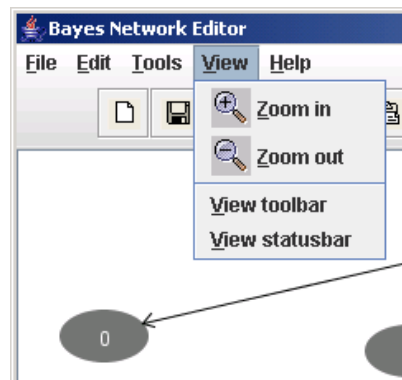 Bayes Network Editor
File Edit Tools View Help
Zoom in
Zoom out
View toolbar
View statusbar
0